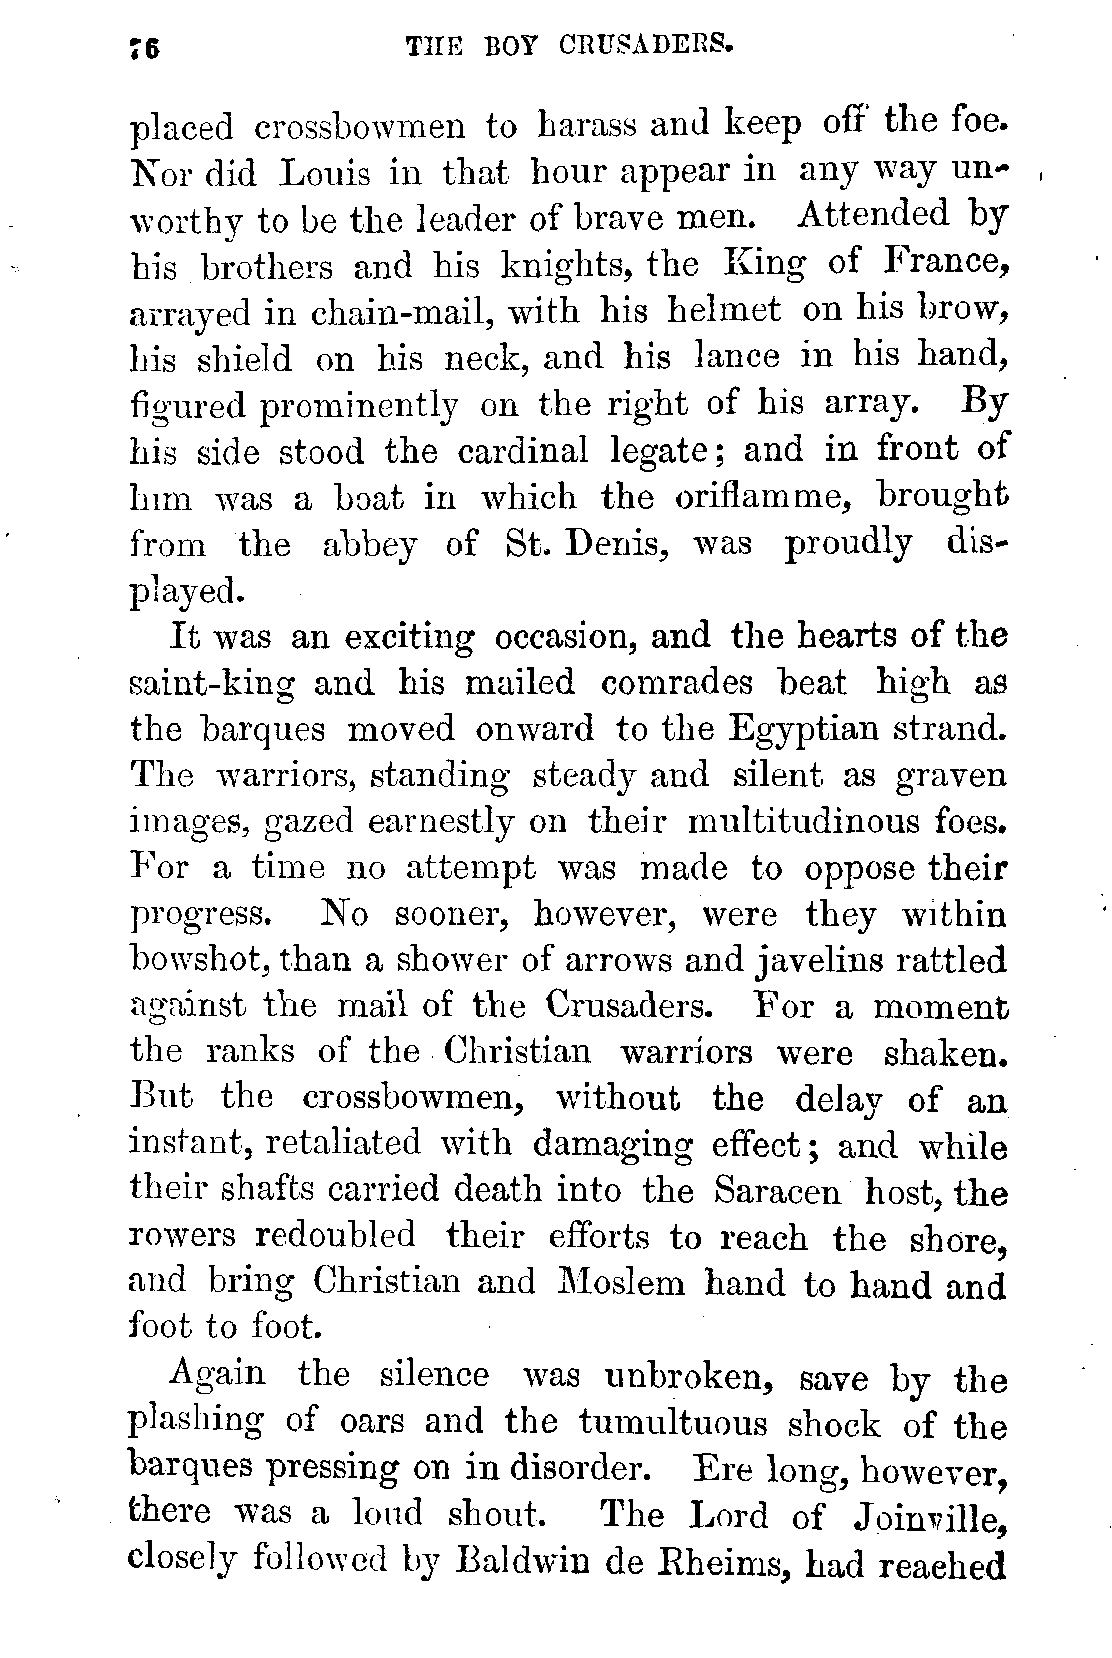 76 THE BOY CRUSADERS.
placed crossbowmen to harass and keep off the foe.
Nor did Louis in that hour appear in any way un-
worthy to be the leader of brave men. Attended by
his brothers and his knights, the King of France,
arrayed in chain-mail, with his helmet on his brow,
his shield on his neck, and his lance in his hand,
figured prominently on the right of his array. By
his side stood the cardinal legate; and in front of
him was a boat in which the oriflamme, brought
from the abbey of St. Denis, was proudly dis-
played.
It was an exciting occasion, and the hearts of the
saint-king and his mailed comrades beat high as
the barques moved onward to the Egyptian strand.
The warriors, standing steady and silent as graven
images, gazed earnestly on their multitudinous foes.
For a time no attempt was made to oppose their
progress. No sooner, however, were they within
bowshot, than a shower of arrows and javelins rattled
against the mail of the Crusaders. For a moment
the ranks of the Christian warriors were shaken.
But the crossbowmen, without the delay of an
instant, retaliated with damaging effect; and while
their shafts carried death into the Saracen host, the
rowers redoubled their efforts to reach the shore,
and bring Christian and Moslem hand to hand and
foot to foot.
Again the silence was unbroken, save by the
plashing of oars and the tumultuous shock of the
barques pressing on in disorder. Ere long, however,
there was a loud shout. The Lord of Joinville,
closely followed by Baldwin de Rheims, had reached